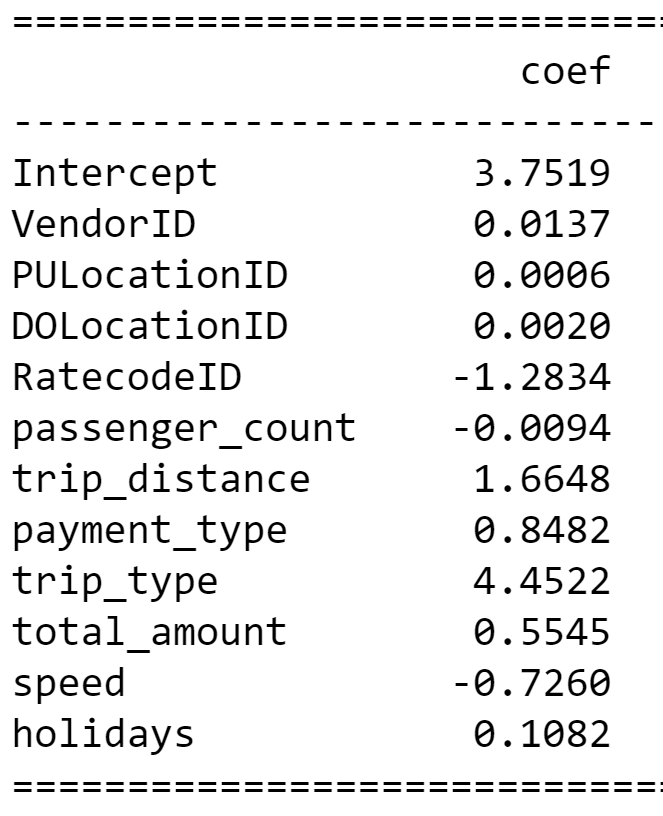 ==============================
coef
------------------------------
Intercept 3.7519
VendorID 0.0137
PULocationID 0.0006
DOLocationID 0.0020
RatecodeID -1.2834
passenger_count -0.0094
trip_distance 1.6648
payment_type 0.8482
trip_type 4.4522
total_amount 0.5545
speed -0.7260
holidays 0.1082
==============================